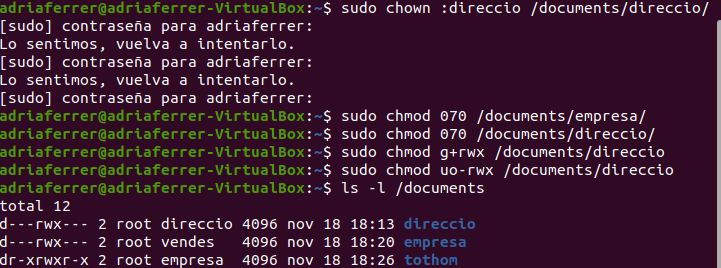 adriaferrer@adriaferrer-VirtualBox:~$ sudo chown :direccio /documents/direccio/
[sudo] contraseña para adriaferrer:
Lo sentimos, vuelva a intentarlo.
[sudo] contraseña para adriaferrer:
Lo sentimos, vuelva a intentarlo.
[sudo] contraseña para adriaferrer:
adriaferrer@adriaferrer-VirtualBox:~$ sudo chmod 070 /documents/empresa/
adriaferrer@adriaferrer-VirtualBox:~$ sudo chmod 070 /documents/direccio/
adriaferrer@adriaferrer-VirtualBox:~$ sudo chmod g+rwx /documents/direccio
adriaferrer@adriaferrer-VirtualBox:~$ sudo chmod uo-rwx /documents/direccio
adriaferrer@adriaferrer-VirtualBox:~$ ls -l /documents
total 12
d---rwx--- 2 root direccio 4096 nov 18 18:13 direccio
d---rwx--- 2 root vendes   4096 nov 18 18:20 empresa
dr-xrwxr-x 2 root empresa  4096 nov 18 18:26 tothom